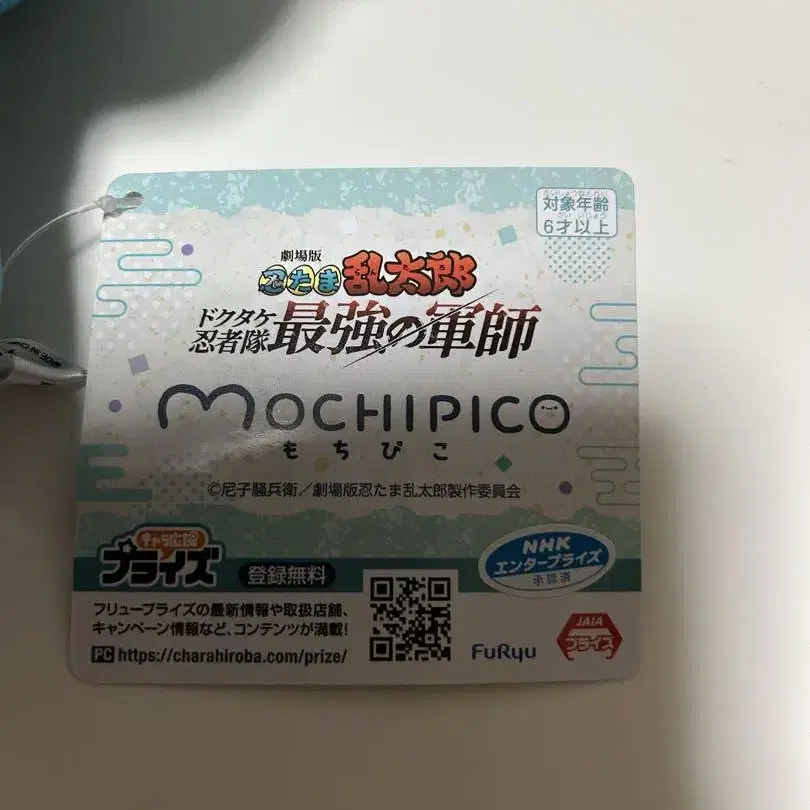 対象年齢
6才以上
劇場版
忍たま乱太郎
ドクタケ
忍者隊
最強の軍師
MOCHIPICO
もちぴこ
©尼子騒兵衛/劇場版忍たま乱太郎製作委員会
キャラ広場
プライズ
登録無料
フリュープライズの最新情報や取扱店舗、
キャンペーン情報など、コンテンツが満載!
PC https://charahiroba.com/prize/
NHK
エンタープライズ
承認済
FuRyu
JAIA
プライズ